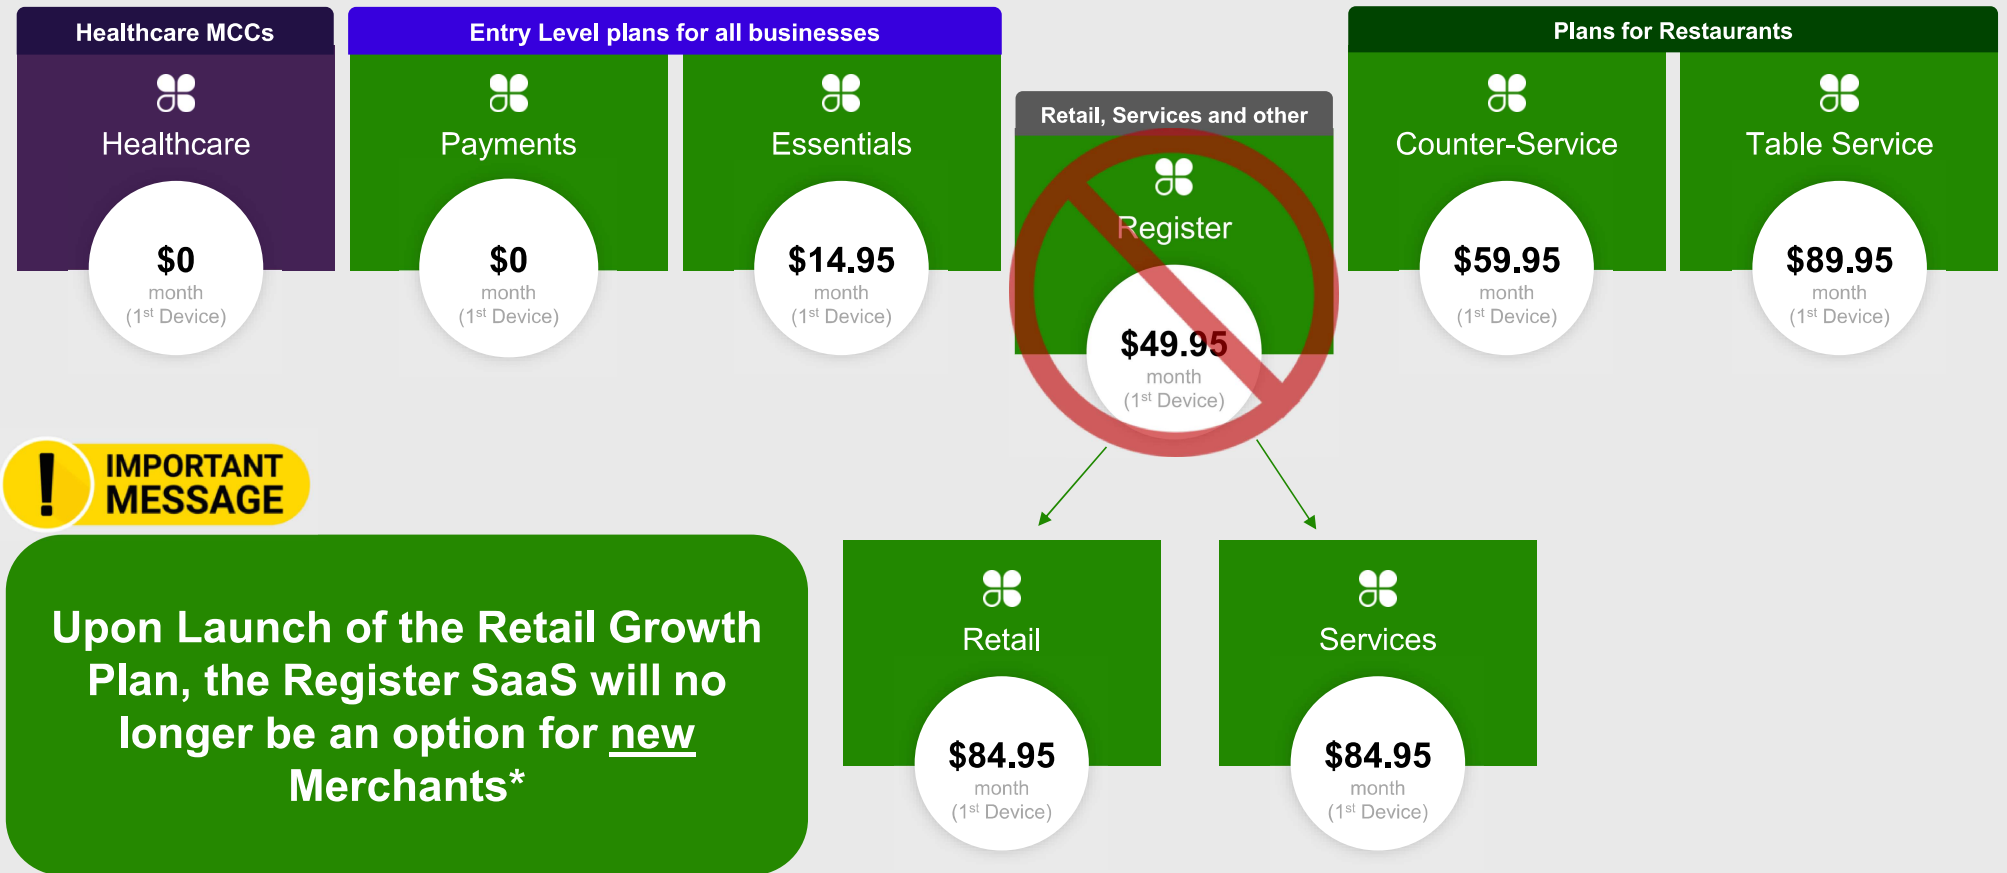 Healthcare MCCs
Healthcare
$0
month
(1st Device)
Entry Level plans for all businesses
Payments
$0
month
(1st Device)
Essentials
$14.95
month
(1st Device)
Retail, Services and other
Register
$49.95
month
(1st Device)
Plans for Restaurants
Counter-Service
$59.95
month
(1st Device)
Table Service
$89.95
month
(1st Device)
IMPORTANT
MESSAGE
Upon Launch of the Retail Growth
Plan, the Register SaaS will no
longer be an option for new
Merchants*
Retail
$84.95
month
(1st Device)
Services
$84.95
month
(1st Device)